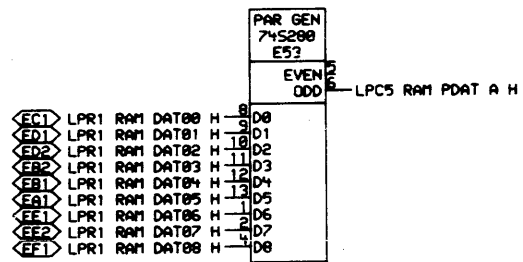 PAR GEN
74S280
E53
EVEN 5
ODD 6 LPC5 RAM PDAT A H
EC1 LPR1 RAM DAT00 H 8 D0
ED1 LPR1 RAM DAT01 H 9 D1
ED2 LPR1 RAM DAT02 H 10 D2
EB2 LPR1 RAM DAT03 H 11 D3
EB1 LPR1 RAM DAT04 H 12 D4
EA1 LPR1 RAM DAT05 H 13 D5
EE1 LPR1 RAM DAT06 H 1 D6
EE2 LPR1 RAM DAT07 H 2 D7
EF1 LPR1 RAM DAT08 H 4 D8